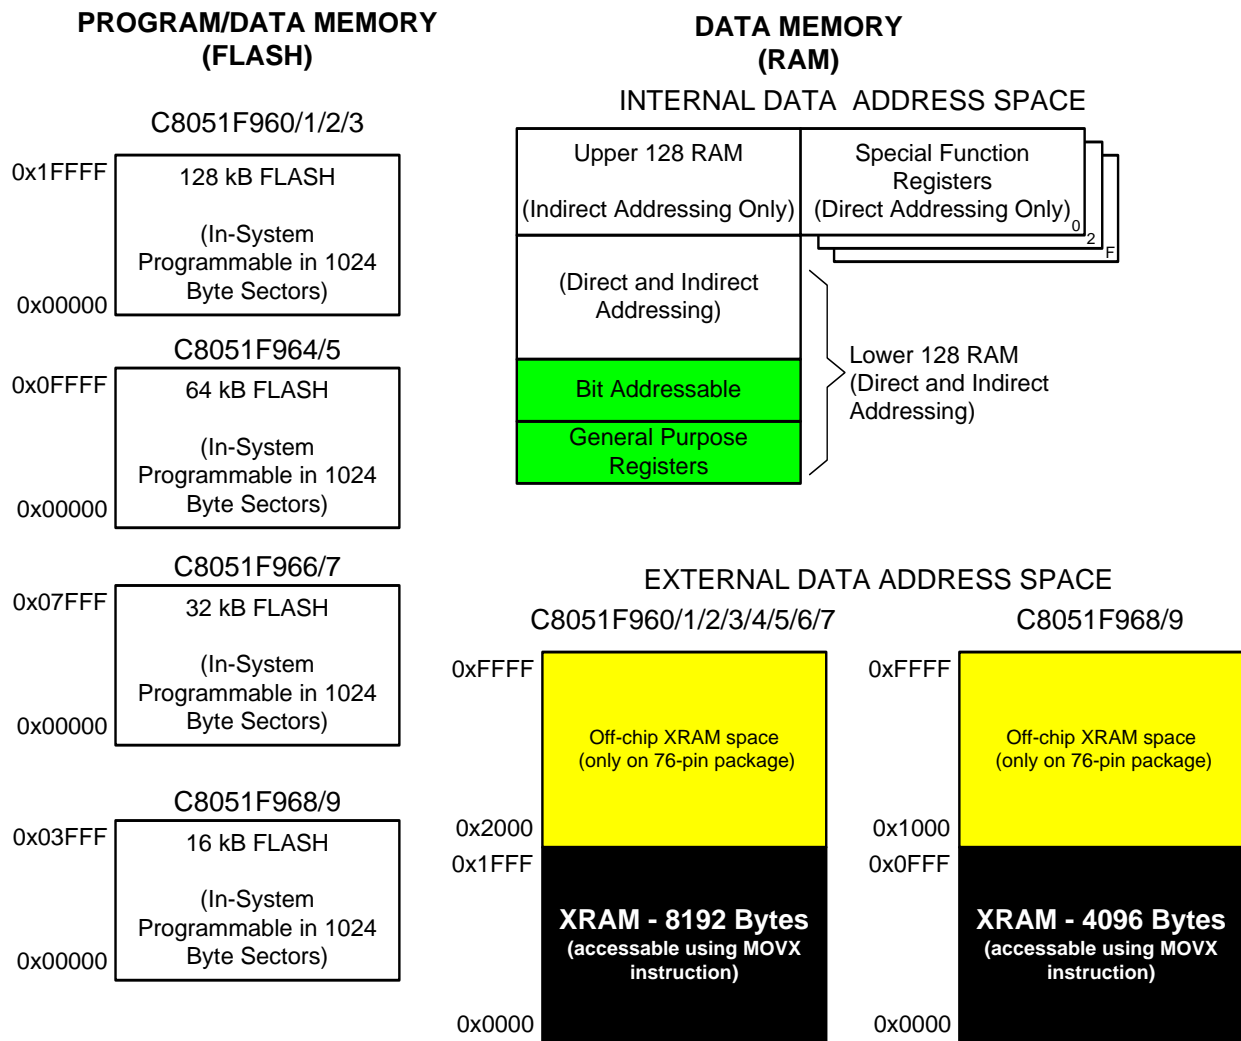 PROGRAM/DATA MEMORY
(FLASH)
C8051F960/1/2/3
0x1FFFF
128 kB FLASH
(In-System
Programmable in 1024
Byte Sectors)
0x00000
C8051F964/5
0x0FFFF
64 kB FLASH
(In-System
Programmable in 1024
Byte Sectors)
0x00000
C8051F966/7
0x07FFF
32 kB FLASH
(In-System
Programmable in 1024
Byte Sectors)
0x00000
C8051F968/9
0x03FFF
16 kB FLASH
(In-System
Programmable in 1024
Byte Sectors)
0x00000
DATA MEMORY
(RAM)
INTERNAL DATA ADDRESS SPACE
Upper 128 RAM
(Indirect Addressing Only)
Special Function
Registers
(Direct Addressing Only)
0
2
F
(Direct and Indirect
Addressing)
Bit Addressable
General Purpose
Registers
Lower 128 RAM
(Direct and Indirect
Addressing)
EXTERNAL DATA ADDRESS SPACE
C8051F960/1/2/3/4/5/6/7
0xFFFF
Off-chip XRAM space
(only on 76-pin package)
0x2000
0x1FFF
XRAM - 8192 Bytes
(accessable using MOVX
instruction)
0x0000
C8051F968/9
0xFFFF
Off-chip XRAM space
(only on 76-pin package)
0x1000
0x0FFF
XRAM - 4096 Bytes
(accessable using MOVX
instruction)
0x0000